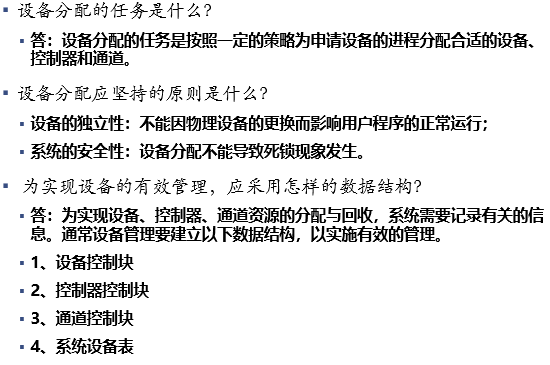 设备分配的任务是什么?
答：设备分配的任务是按照一定的策略为申请设备的进程分配合适的设备、
控制器和通道。
设备分配应坚持的原则是什么?
设备的独立性：不能因物理设备的更换而影响用户程序的正常运行；
系统的安全性：设备分配不能导致死锁现象发生。
为实现设备的有效管理，应采用怎样的数据结构?
答：为实现设备、控制器、通道资源的分配与回收，系统需要记录有关的信
息。通常设备管理要建立以下数据结构，以实施有效的管理。
1、设备控制块
2、控制器控制块
3、通道控制块
4、系统设备表